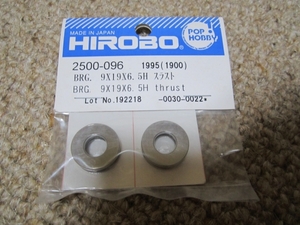 MADE IN JAPAN
HIROBO
POP HOBBY
2500-096 1995(1900)
BRG. 9X19X6.5H スラスト
BRG 9X19X6.5H thrust
Lot No.192218 -0030-0022*